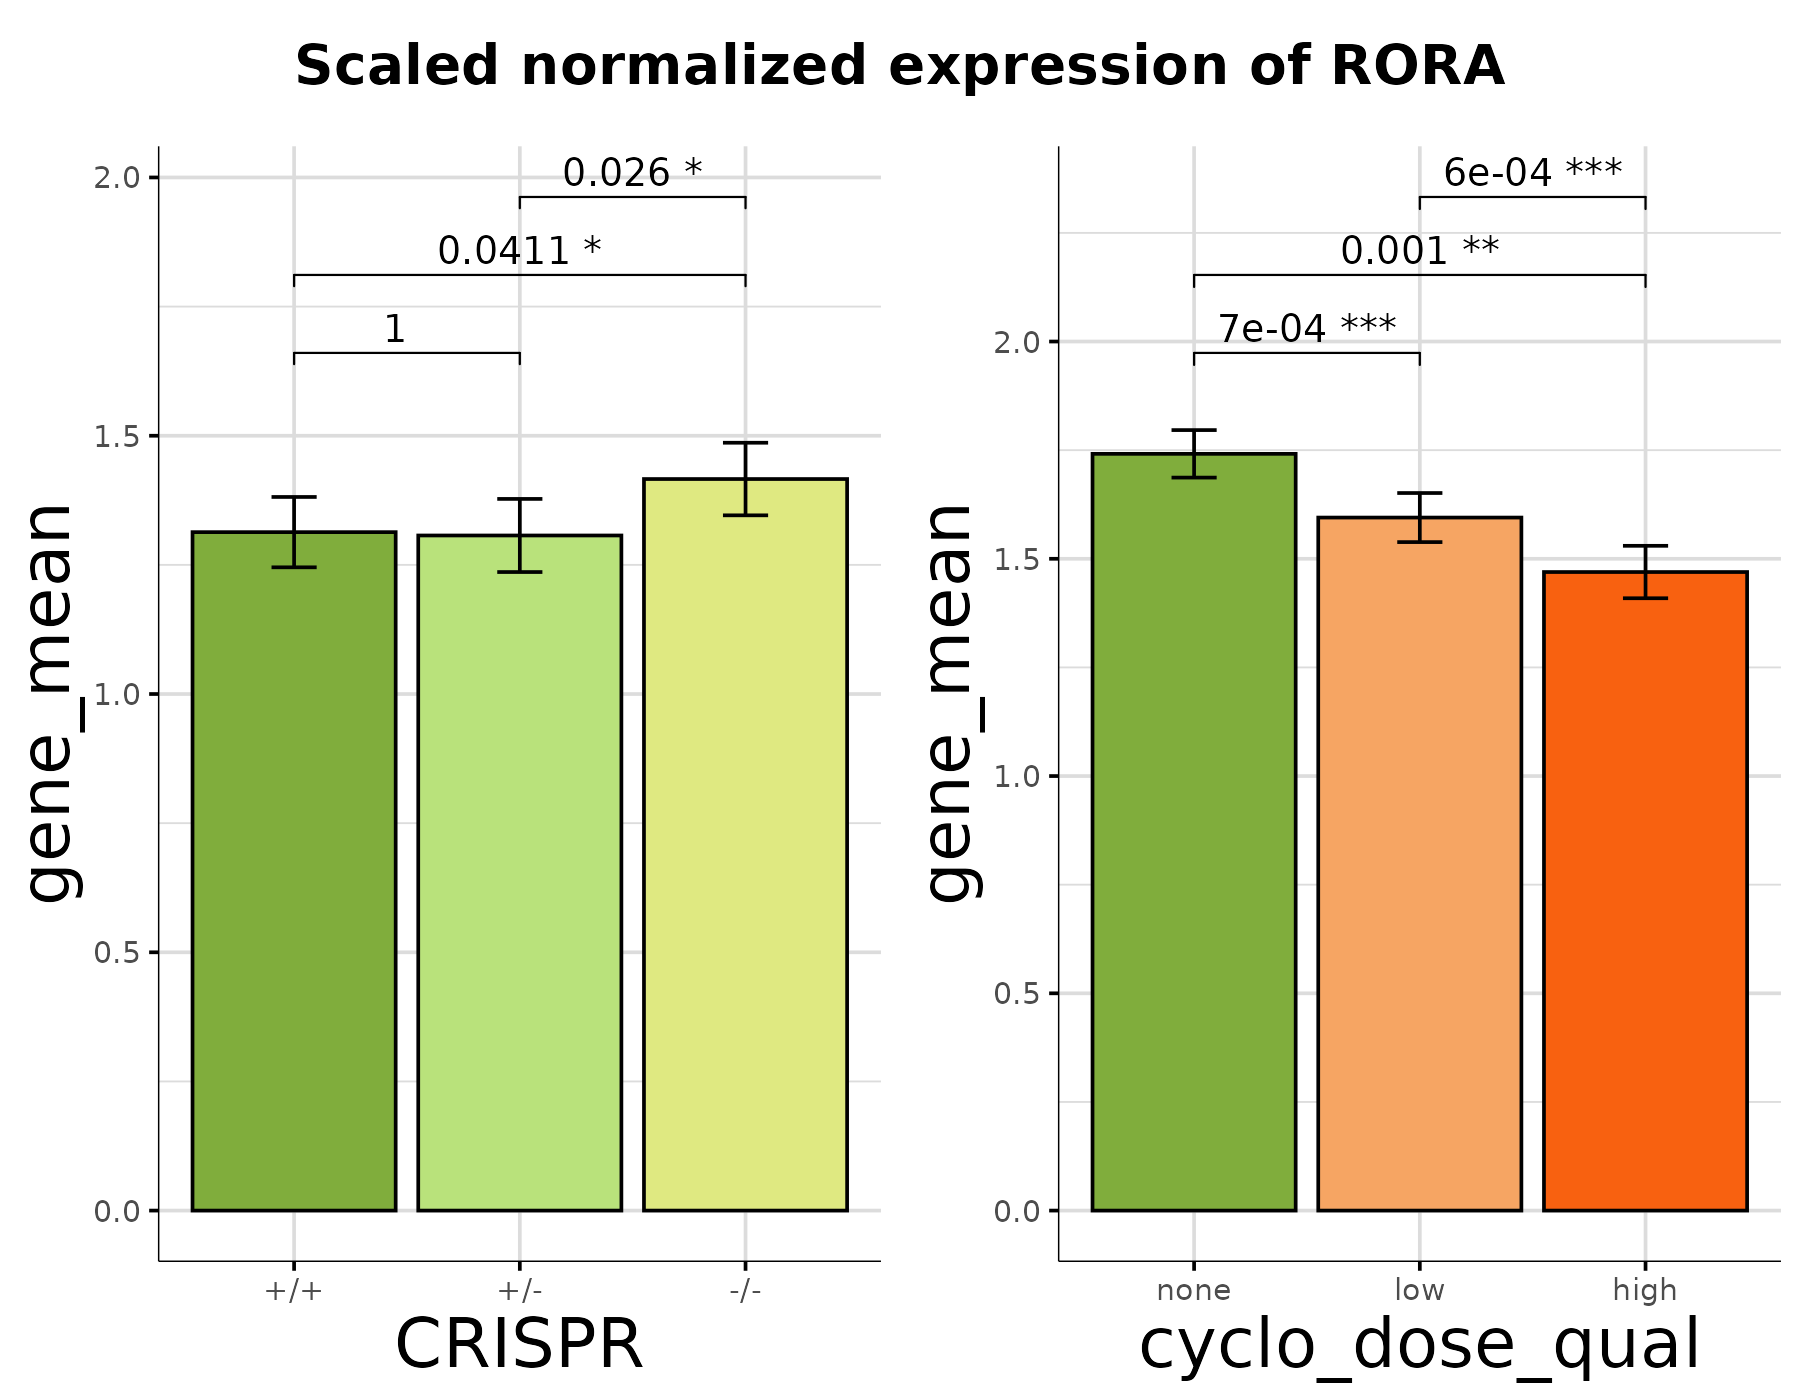 Scaled normalized expression of RORA
gene_mean
2.0
1.5
1.0
0.5
0.0
0.026 *
0.0411 *
1
+/+ +/- -/-
CRISPR
gene_mean
2.0
1.5
1.0
0.5
0.0
6e-04 ***
0.001 **
7e-04 ***
none low high
cyclo_dose_qual